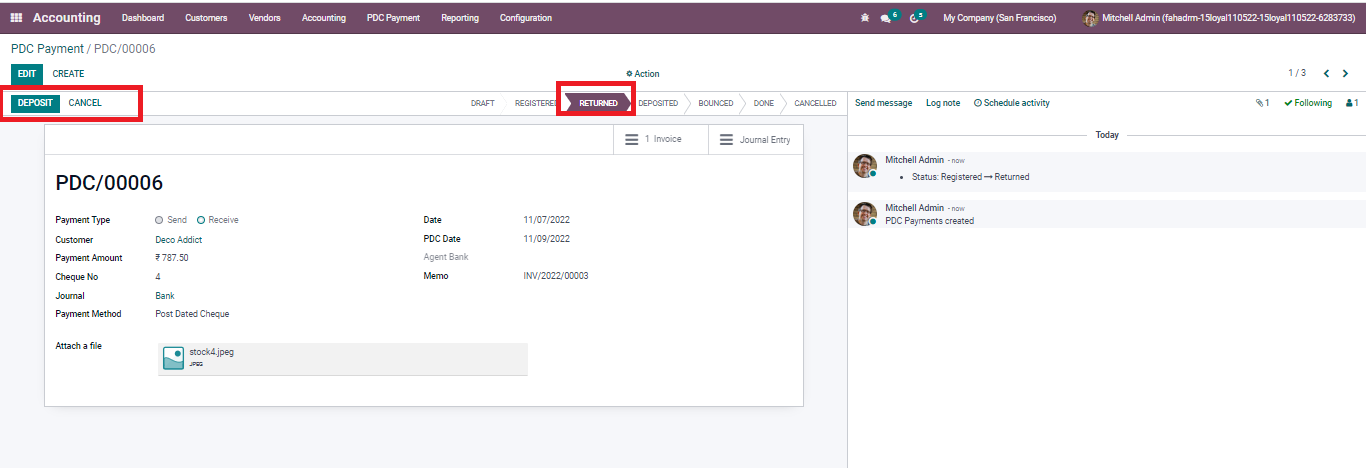 Accounting Dashboard Customers Vendors Accounting PDC Payment Reporting Configuration 6 5 My Company (San Francisco) Mitchell Admin (fahadrm-15loyal110522-15loyal110522-6283733)
PDC Payment / PDC/00006
EDIT CREATE Action 1 / 3
DEPOSIT CANCEL DRAFT REGISTERED RETURNED DEPOSITED BOUNCED DONE CANCELLED
1 Invoice Journal Entry
PDC/00006
Payment Type Send Receive
Customer Deco Addict
Payment Amount ₹ 787.50
Cheque No 4
Journal Bank
Payment Method Post Dated Cheque
Date 11/07/2022
PDC Date 11/09/2022
Agent Bank
Memo INV/2022/00003
Attach a file
stock4.jpeg
JPEG
Send message Log note Schedule activity 1 Following 1
Today
Mitchell Admin - now
• Status: Registered → Returned
Mitchell Admin - now
PDC Payments created